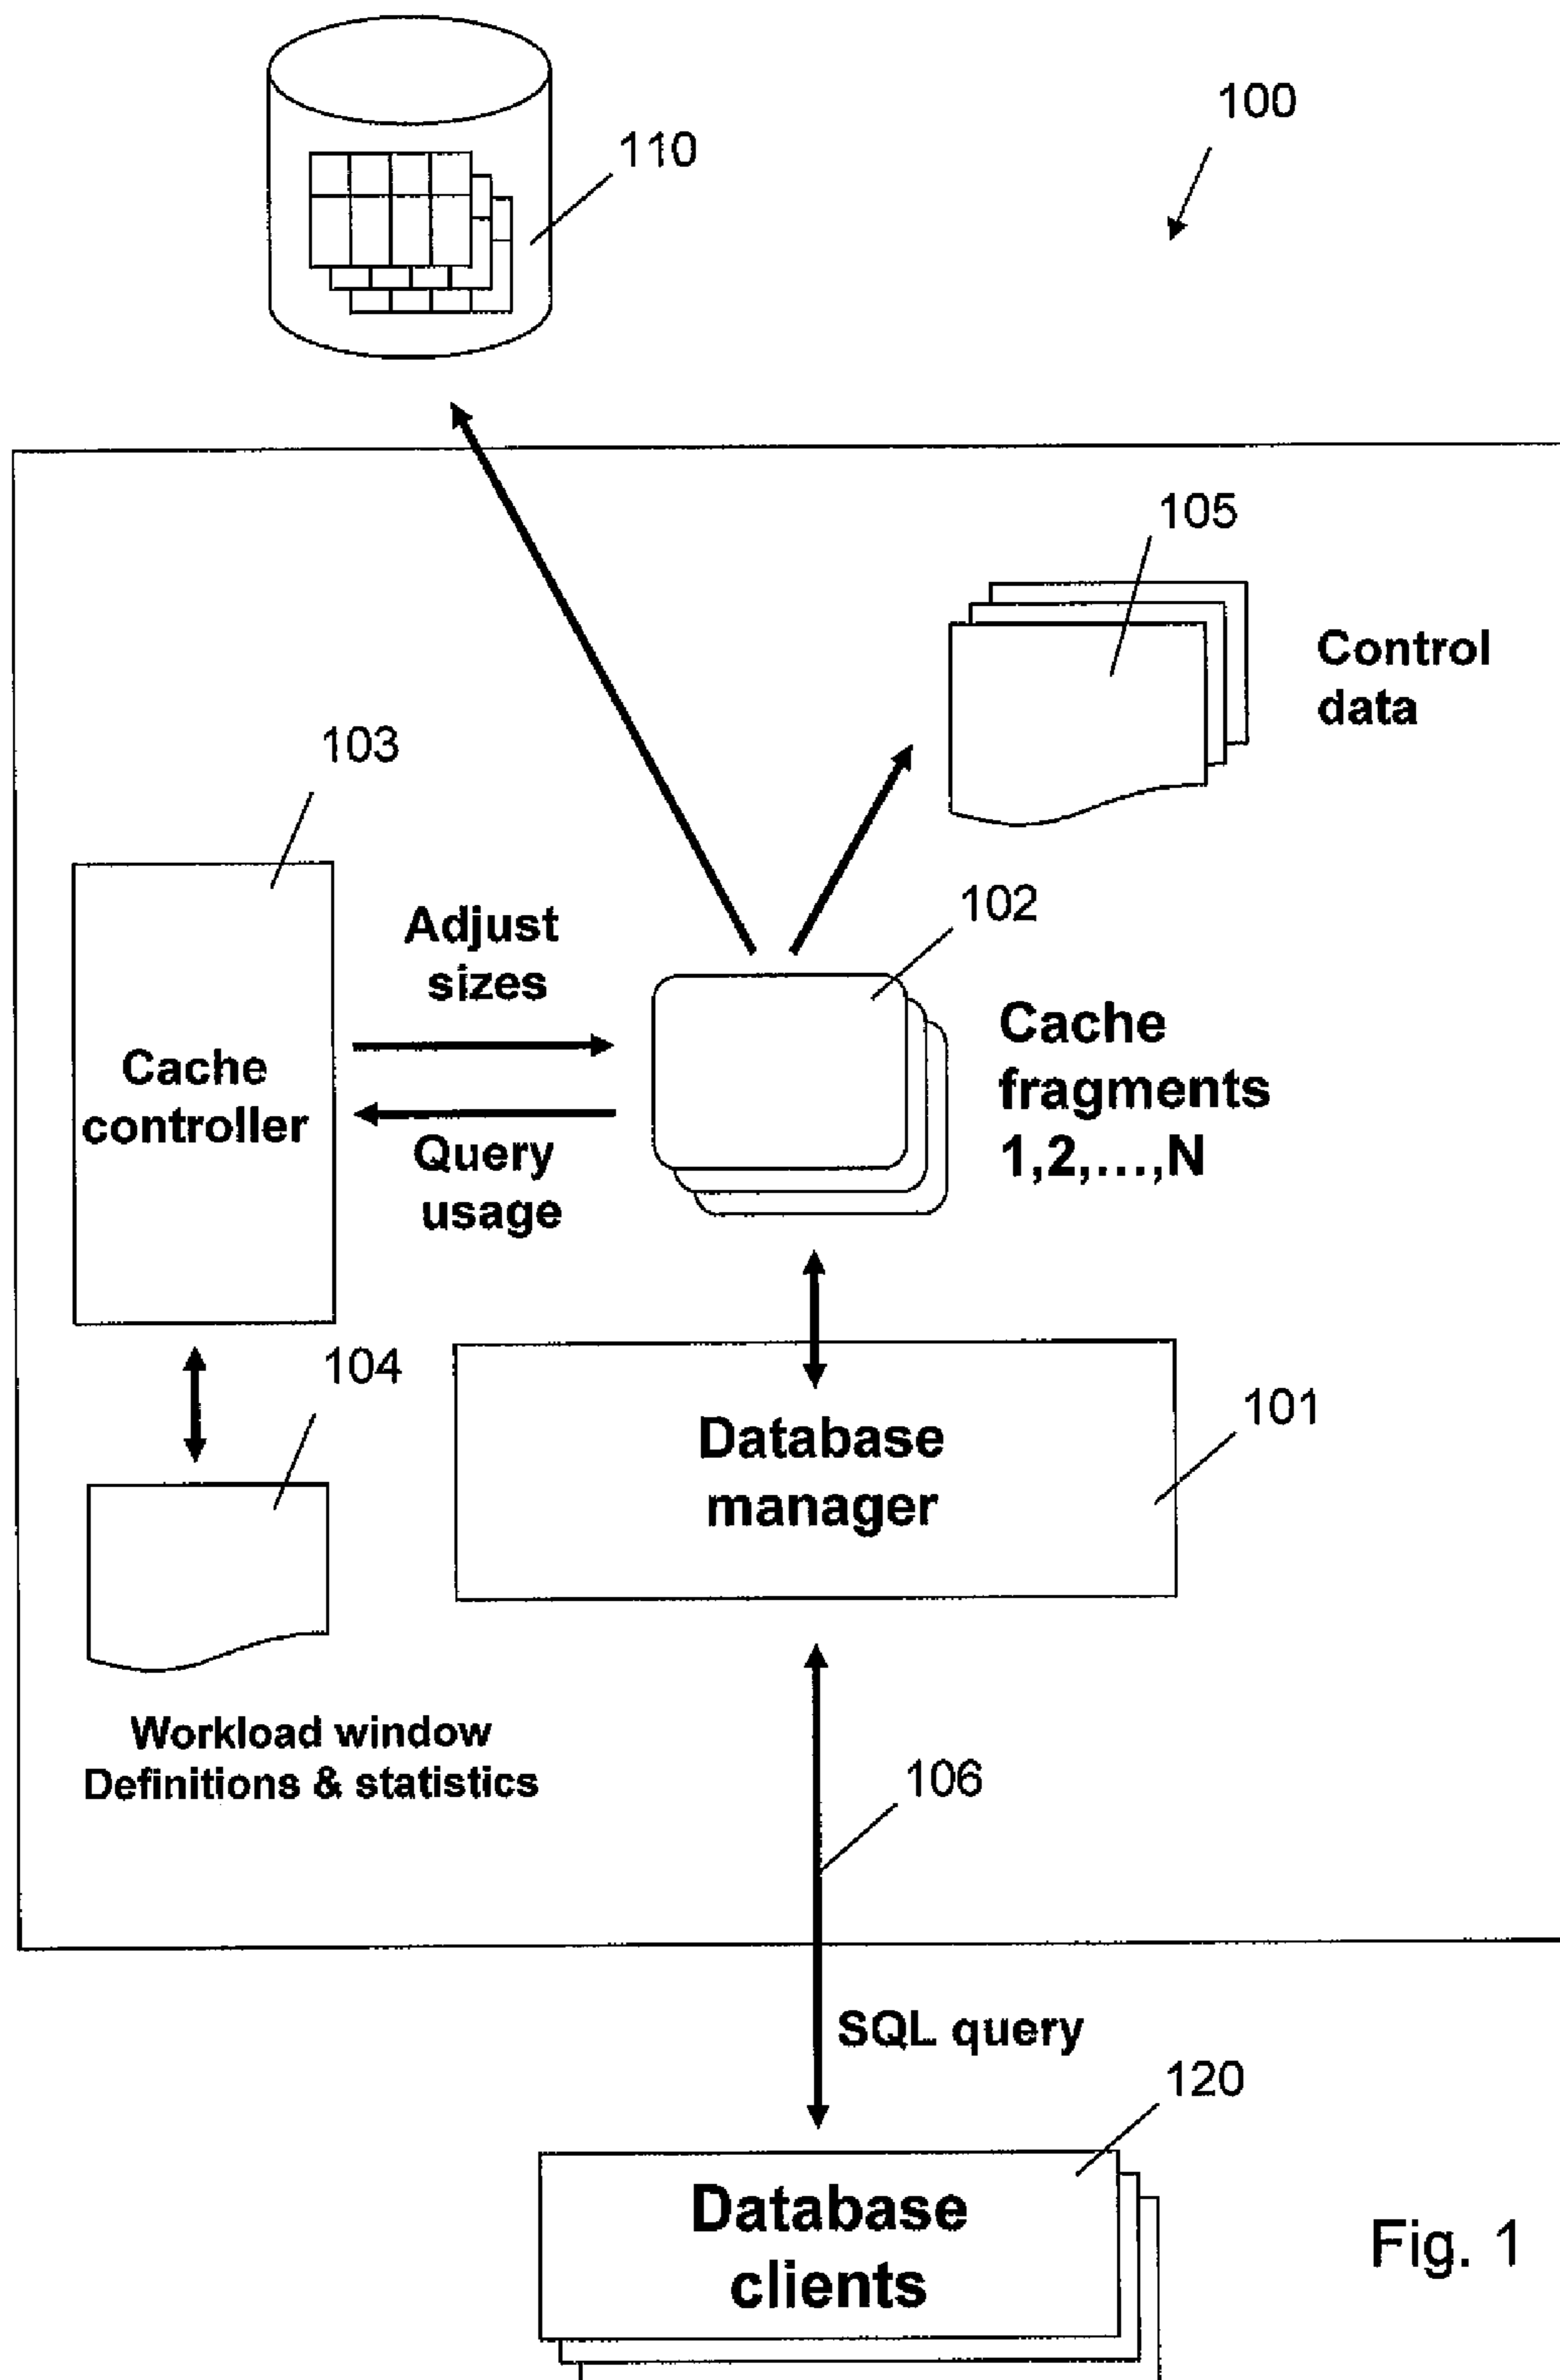 100
110
105
Control
data
103
102
Adjust
sizes
Cache
fragments
1,2,...,N
Cache
controller
Query
usage
104
101
Database
manager
Workload window
Definitions & statistics
106
SQL query
120
Database
clients
Fig. 1